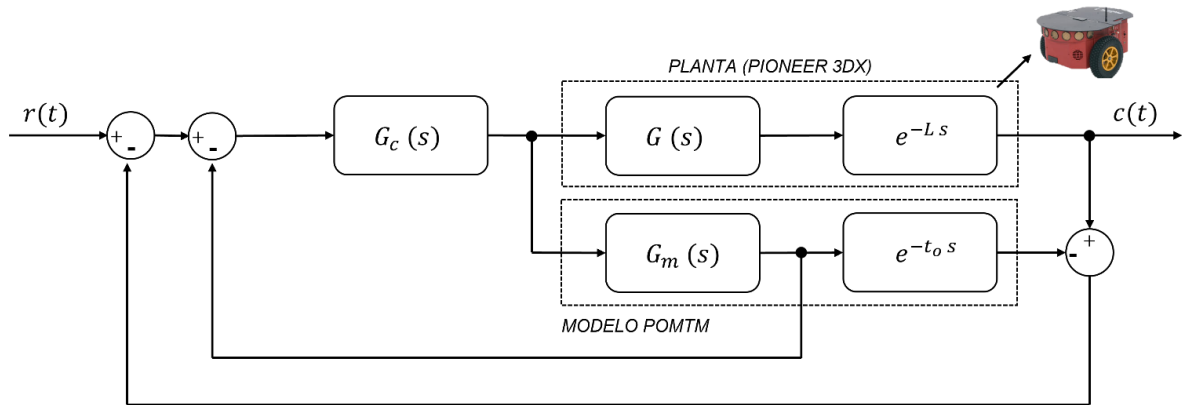 PLANTA (PIONEER 3DX)
r(t)
+
-
+
-
G_c (s)
G (s)
e^{-L s}
c(t)
G_m (s)
e^{-t_o s}
+
-
MODELO POMTM